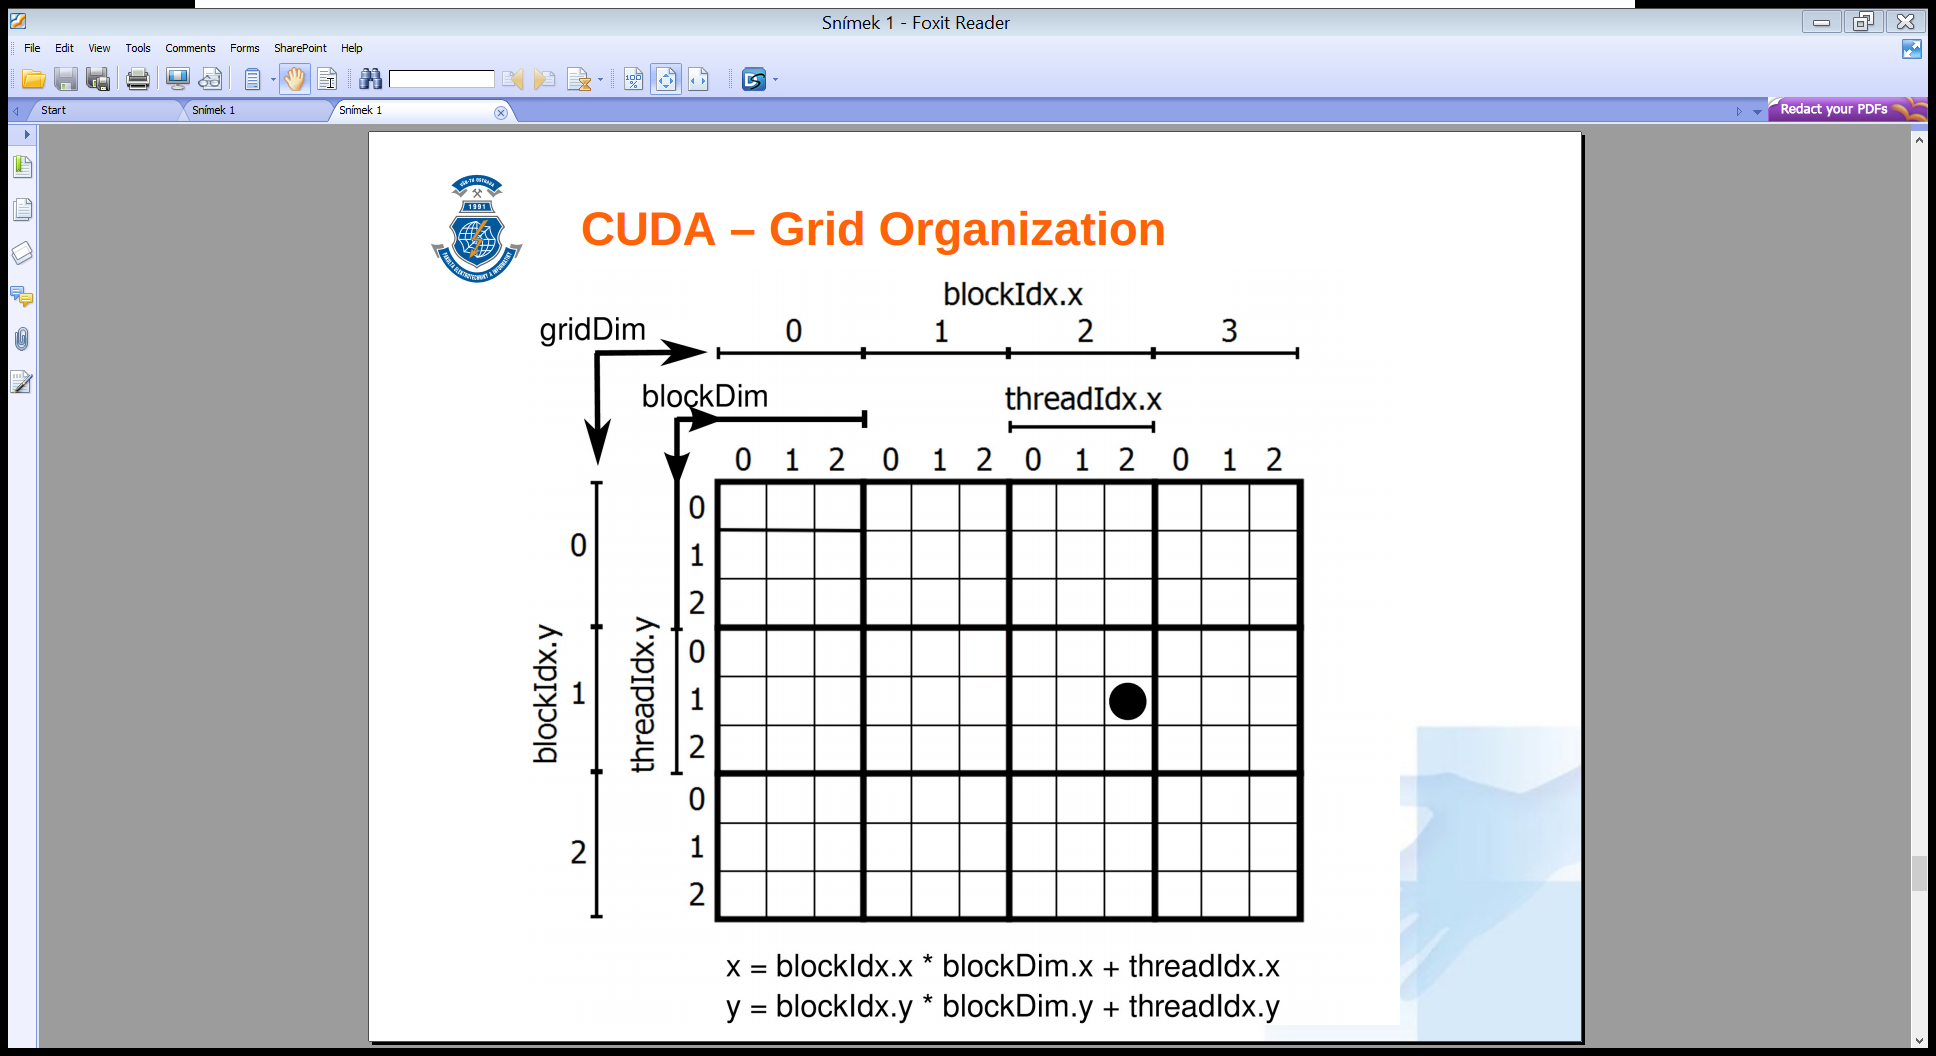 Snímek 1 - Foxit Reader
File Edit View Tools Comments Forms SharePoint Help
Start Snímek 1 Snímek 1 Redact your PDFs
1991
CUDA – Grid Organization
blockIdx.x
gridDim 0 1 2 3
blockDim threadIdx.x
0 1 2 0 1 2 0 1 2 0 1 2
0
0
1
2
blockIdx.y
threadIdx.y
0
1
1
2
0
2
1
2
x = blockIdx.x * blockDim.x + threadIdx.x
y = blockIdx.y * blockDim.y + threadIdx.y